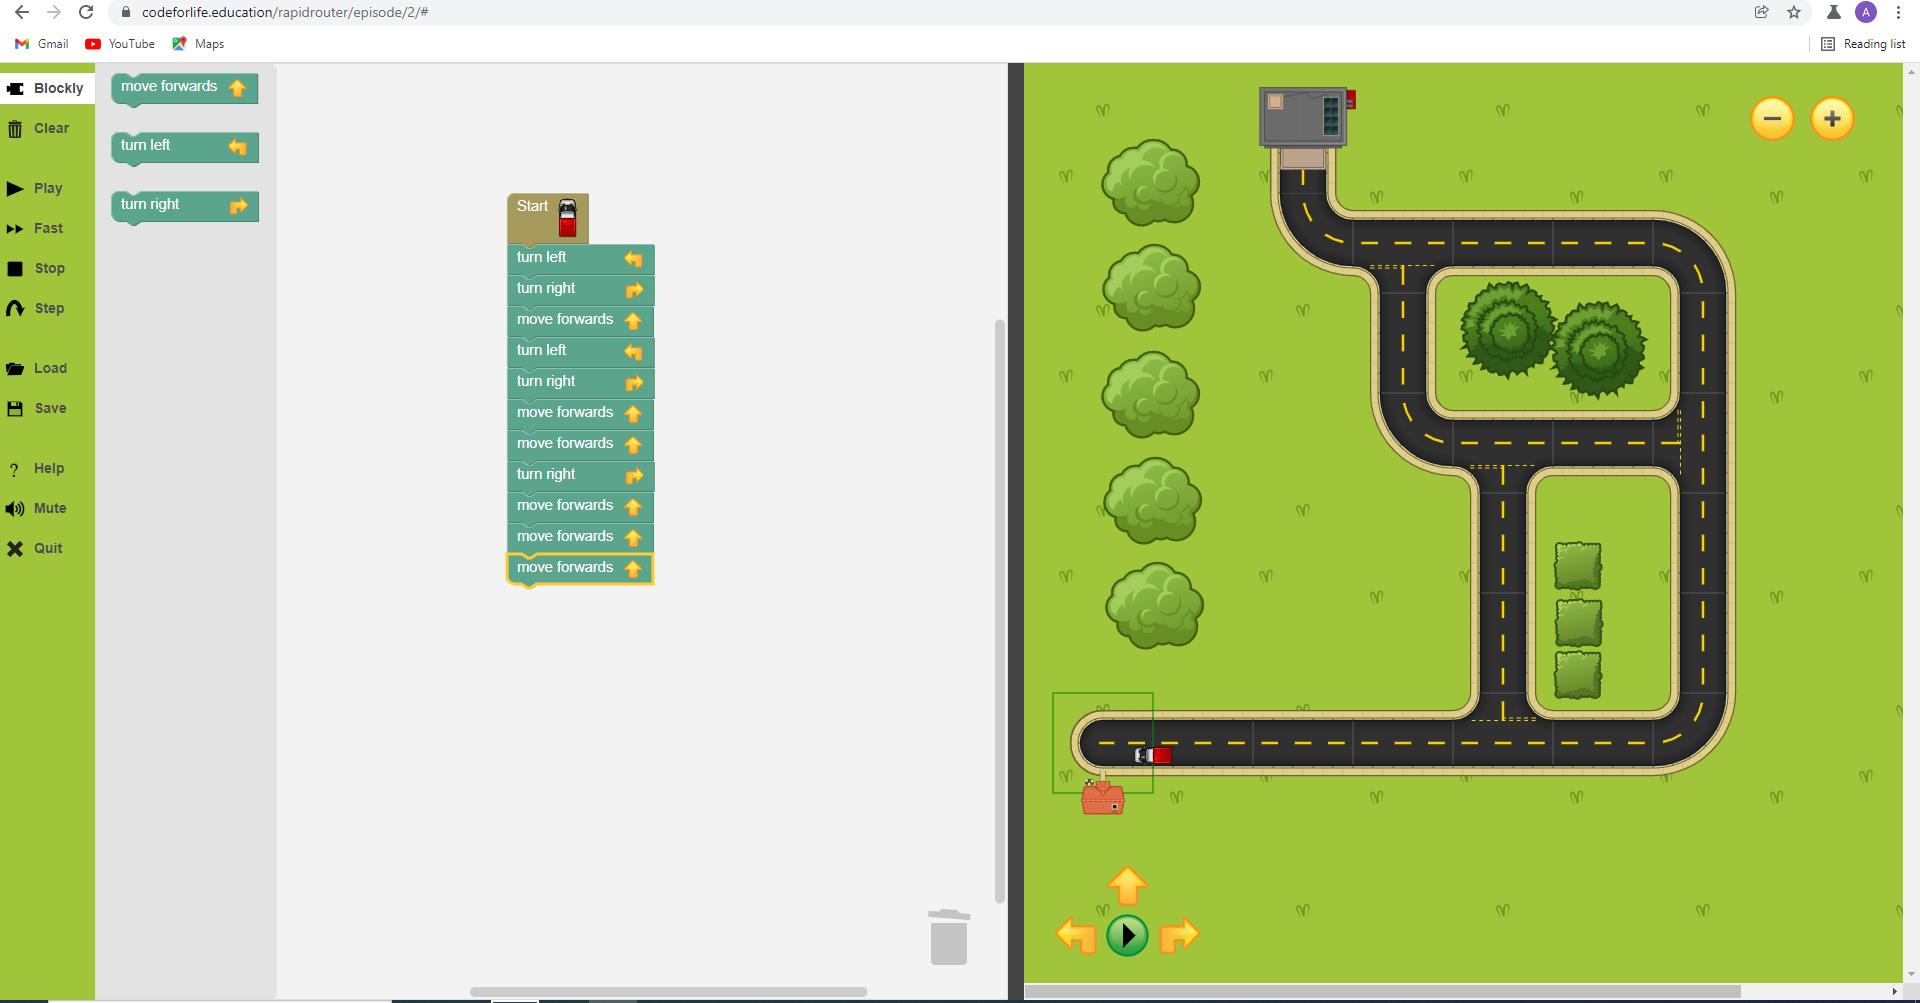 codeforlife.education/rapidrouter/episode/2/#
A
Gmail
YouTube
Maps
Reading list
Blockly
Clear
Play
Fast
Stop
Step
Load
Save
? Help
Mute
Quit
move forwards
turn left
turn right
Start
turn left
turn right
move forwards
turn left
turn right
move forwards
move forwards
turn right
move forwards
move forwards
move forwards